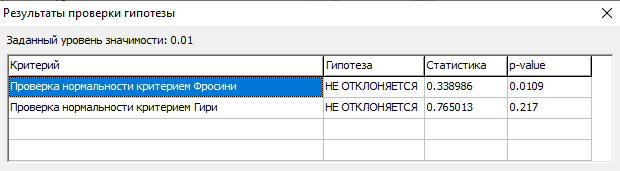 Результаты проверки гипотезы
Заданный уровень значимости: 0.01
Критерий Гипотеза Статистика p-value
Проверка нормальности критерием Фросини НЕ ОТКЛОНЯЕТСЯ 0.338986 0.0109
Проверка нормальности критерием Гири НЕ ОТКЛОНЯЕТСЯ 0.765013 0.217